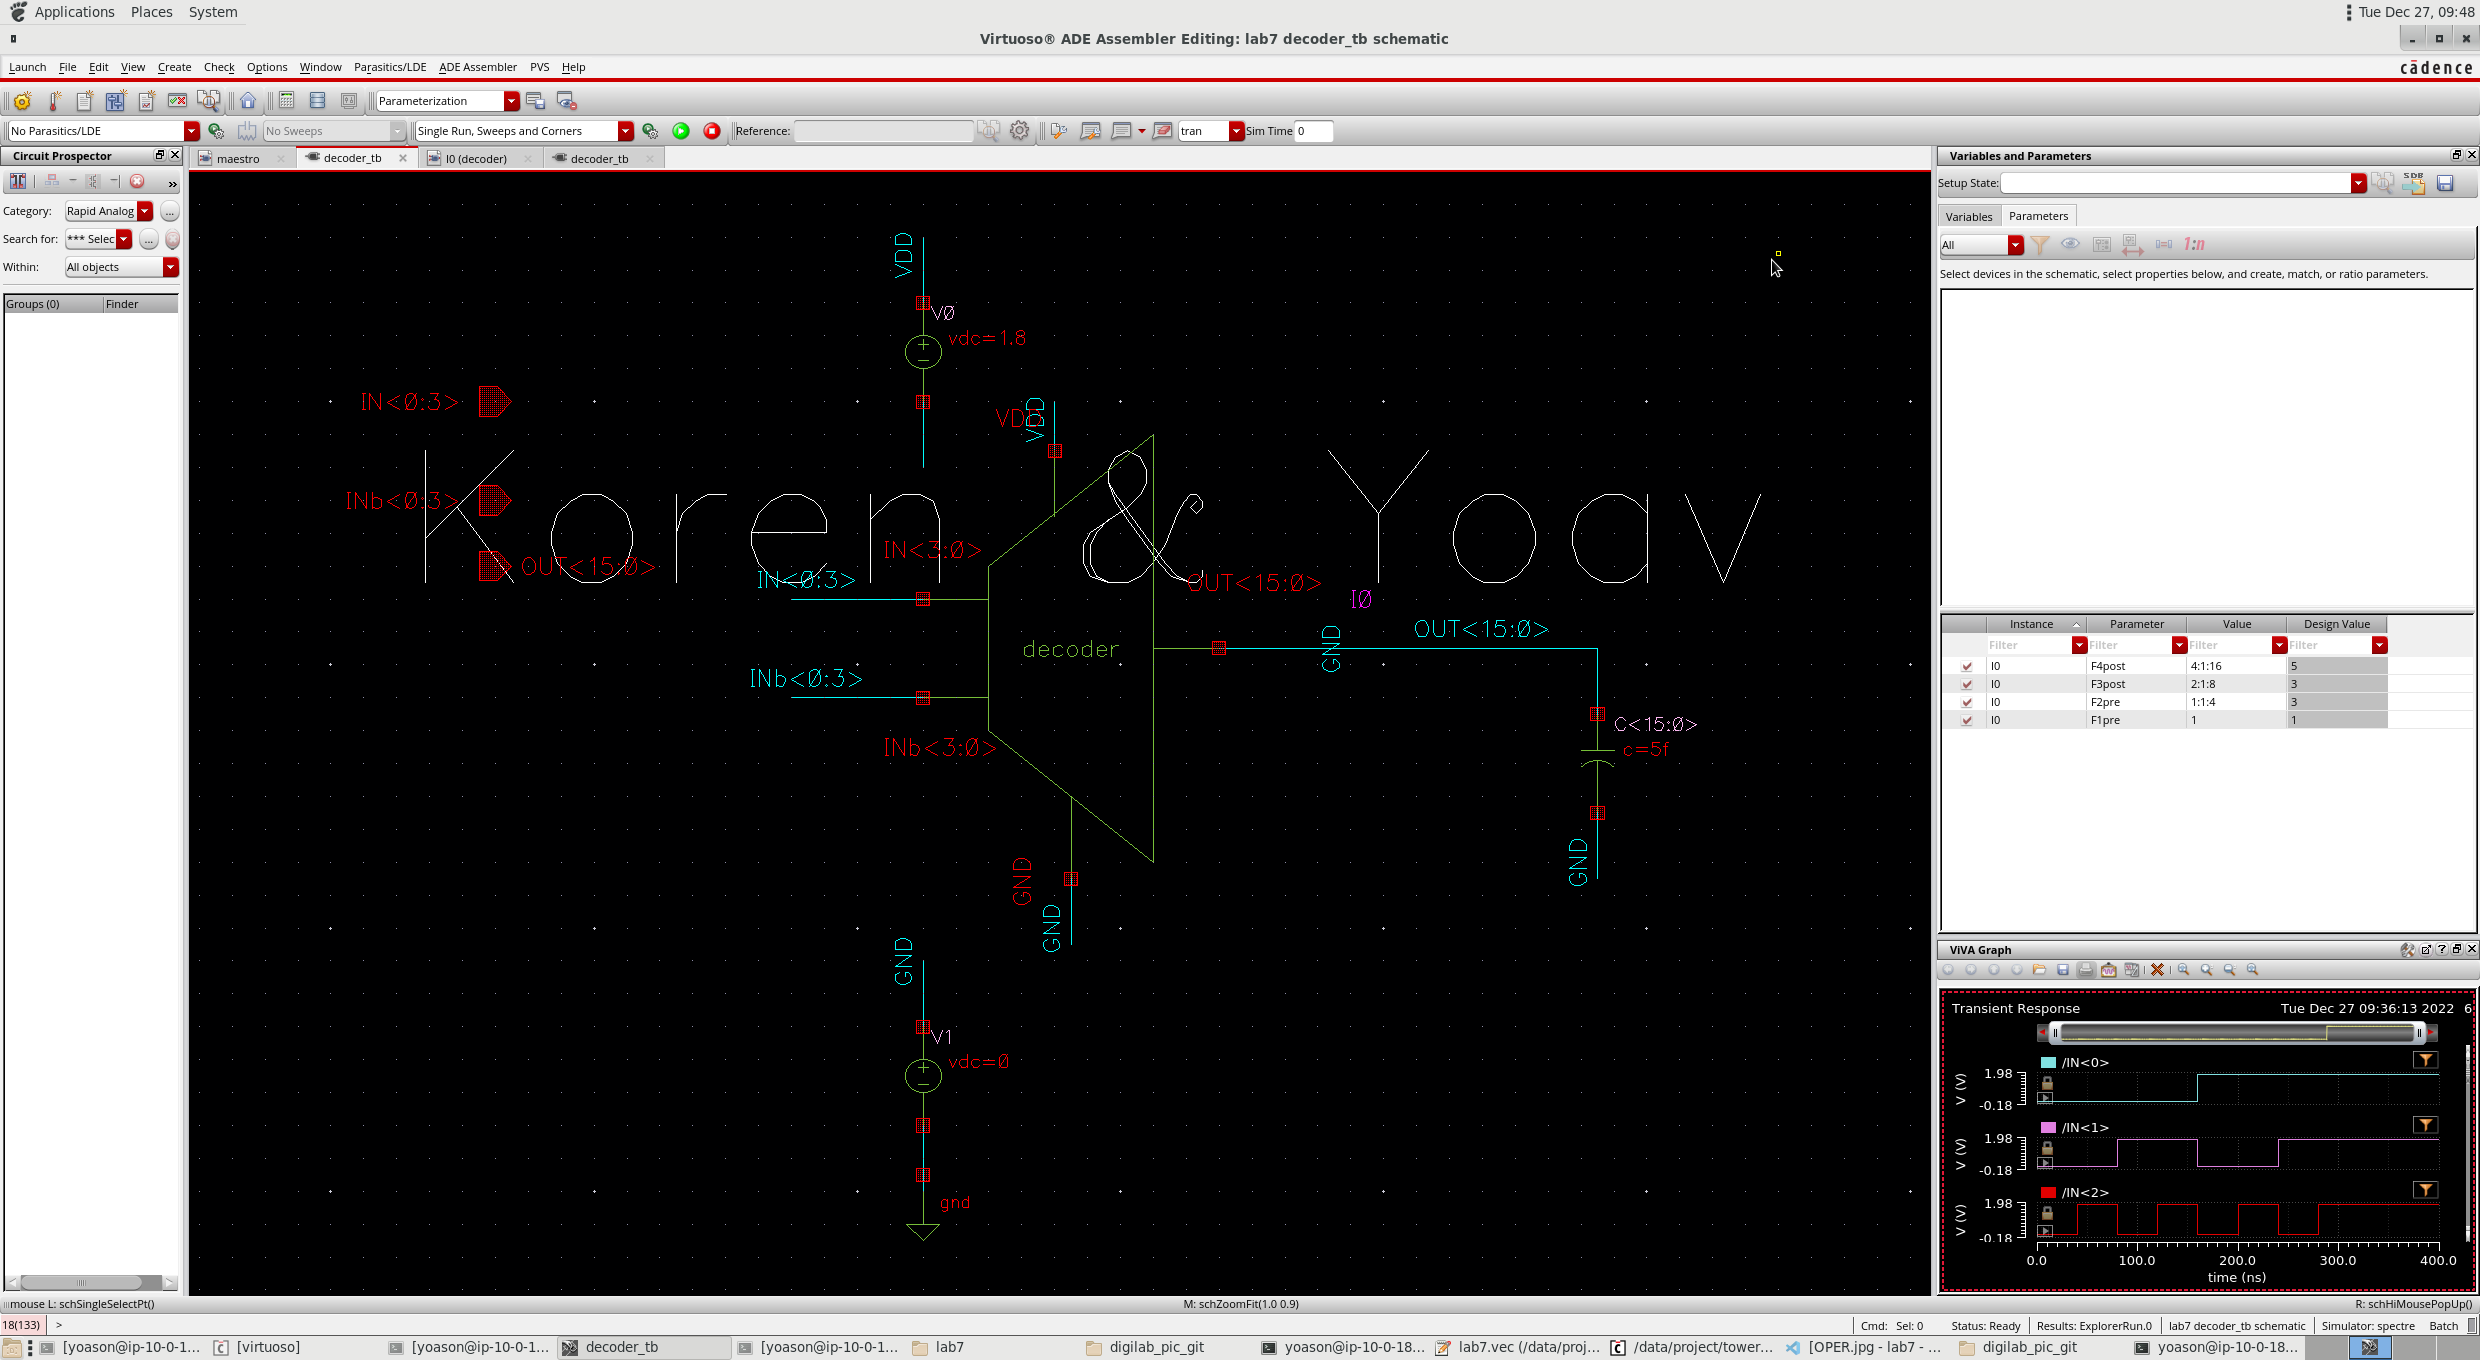 Applications Places System
Tue Dec 27, 09:48
Virtuoso® ADE Assembler Editing: lab7 decoder_tb schematic
Launch File Edit View Create Check Options Window Parasitics/LDE ADE Assembler PVS Help
cādence
Parameterization
No Parasitics/LDE No Sweeps Single Run, Sweeps and Corners Reference: tran Sim Time 0
Circuit Prospector
maestro decoder_tb I0 (decoder) decoder_tb
Category: Rapid Analog ...
Search for: *** Selec ...
Within: All objects
Groups (0) Finder
VDD
V0
vdc=1.8
IN<0:3>
VDD
VDD
INb<0:3>
Koren & Yoav
OUT<15:0>
IN<3:0>
IN<0:3>
OUT<15:0>
I0
decoder
GND
OUT<15:0>
INb<0:3>
INb<3:0>
C<15:0>
c=5f
GND
GND
GND
GND
V1
vdc=0
gnd
Variables and Parameters
Setup State:
SDB
Variables Parameters
All
1:n
Select devices in the schematic, select properties below, and create, match, or ratio parameters.
Instance Parameter Value Design Value
Filter Filter Filter Filter
I0 F4post 4:1:16 5
I0 F3post 2:1:8 3
I0 F2pre 1:1:4 3
I0 F1pre 1 1
ViVA Graph
Transient Response Tue Dec 27 09:36:13 2022 6
/IN<0>
V (V) 1.98
-0.18
/IN<1>
V (V) 1.98
-0.18
/IN<2>
V (V) 1.98
-0.18
0.0 100.0 200.0 300.0 400.0
time (ns)
mouse L: schSingleSelectPt() M: schZoomFit(1.0 0.9) R: schHiMousePopUp()
18(133) >
Cmd: Sel: 0 Status: Ready Results: ExplorerRun.0 lab7 decoder_tb schematic Simulator: spectre Batch
[yoason@ip-10-0-1... [virtuoso] [yoason@ip-10-0-1... decoder_tb [yoason@ip-10-0-1... lab7 digilab_pic_git yoason@ip-10-0-18... lab7.vec (/data/proj... /data/project/tower... [OPER.jpg - lab7 - ... digilab_pic_git yoason@ip-10-0-18...